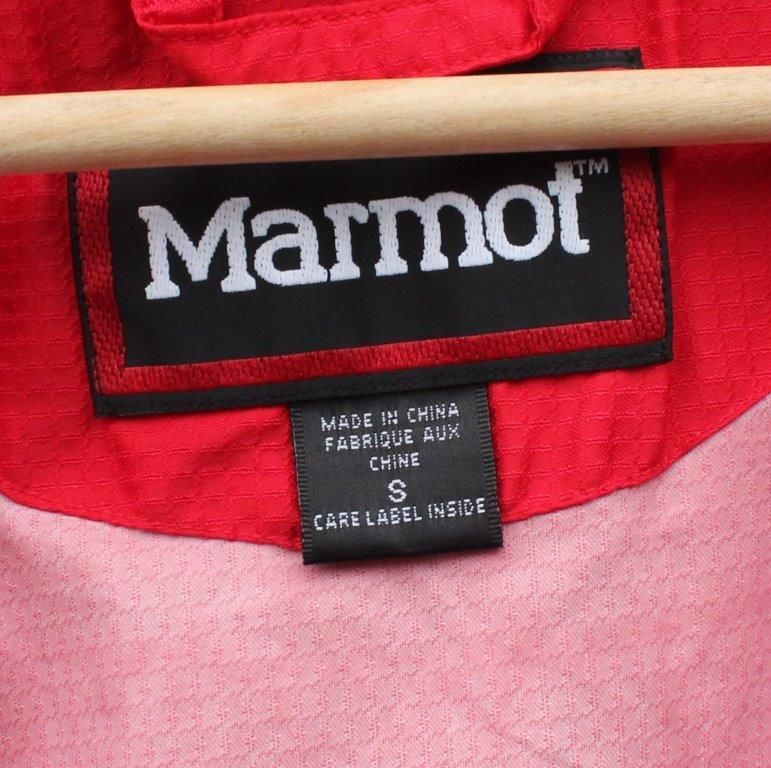 Marmot™
MADE IN CHINA
FABRIQUE AUX
CHINE
S
CARE LABEL INSIDE